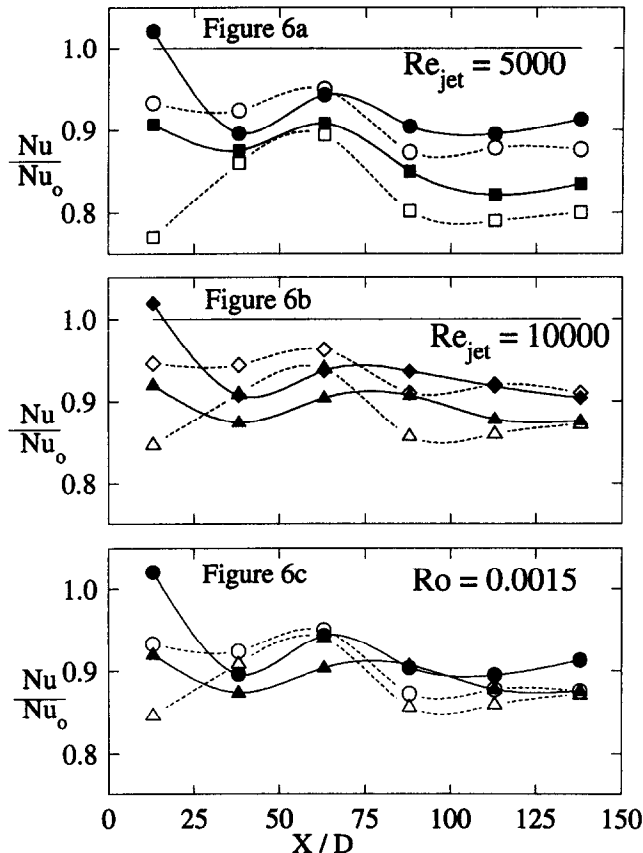 Figure 6a
1.0
Re_jet = 5000
0.9
Nu
Nu_o
0.8
Figure 6b
1.0
Re_jet = 10000
0.9
Nu
Nu_o
0.8
Figure 6c
Ro = 0.0015
1.0
0.9
Nu
Nu_o
0.8
0 25 50 75 100 125 150
X / D